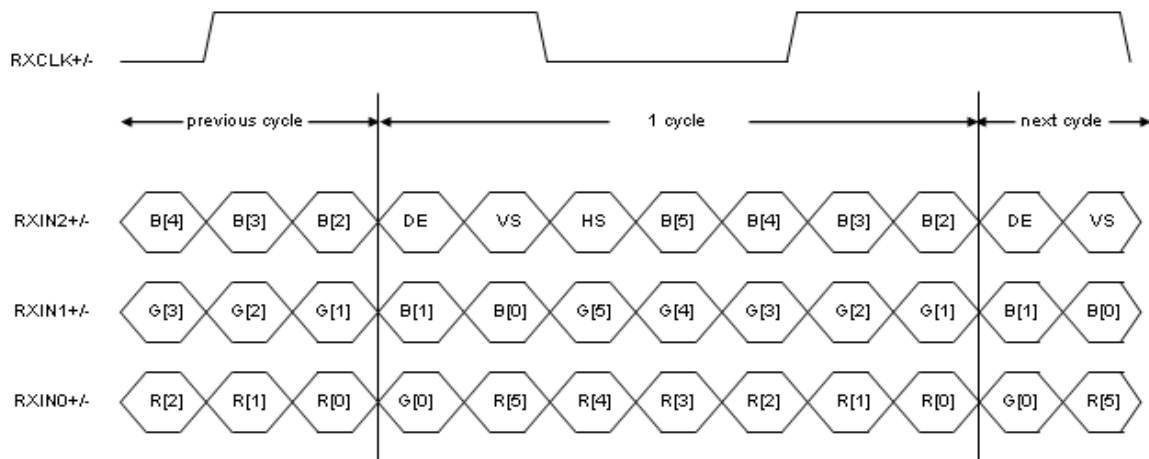 RXCLK+/-
previous cycle 1 cycle next cycle
RXIN2+/- B[4] B[3] B[2] DE VS HS B[5] B[4] B[3] B[2] DE VS
RXIN1+/- G[3] G[2] G[1] B[1] B[0] G[5] G[4] G[3] G[2] G[1] B[1] B[0]
RXIN0+/- R[2] R[1] R[0] G[0] R[5] R[4] R[3] R[2] R[1] R[0] G[0] R[5]